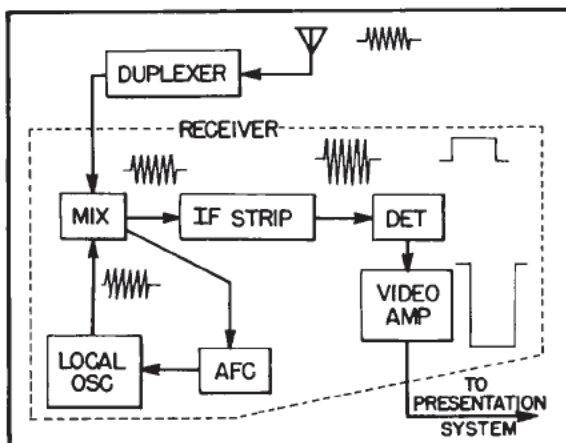 DUPLEXER
RECEIVER
MIX
IF STRIP
DET
VIDEO
AMP
LOCAL
OSC
AFC
TO
PRESENTATION
SYSTEM